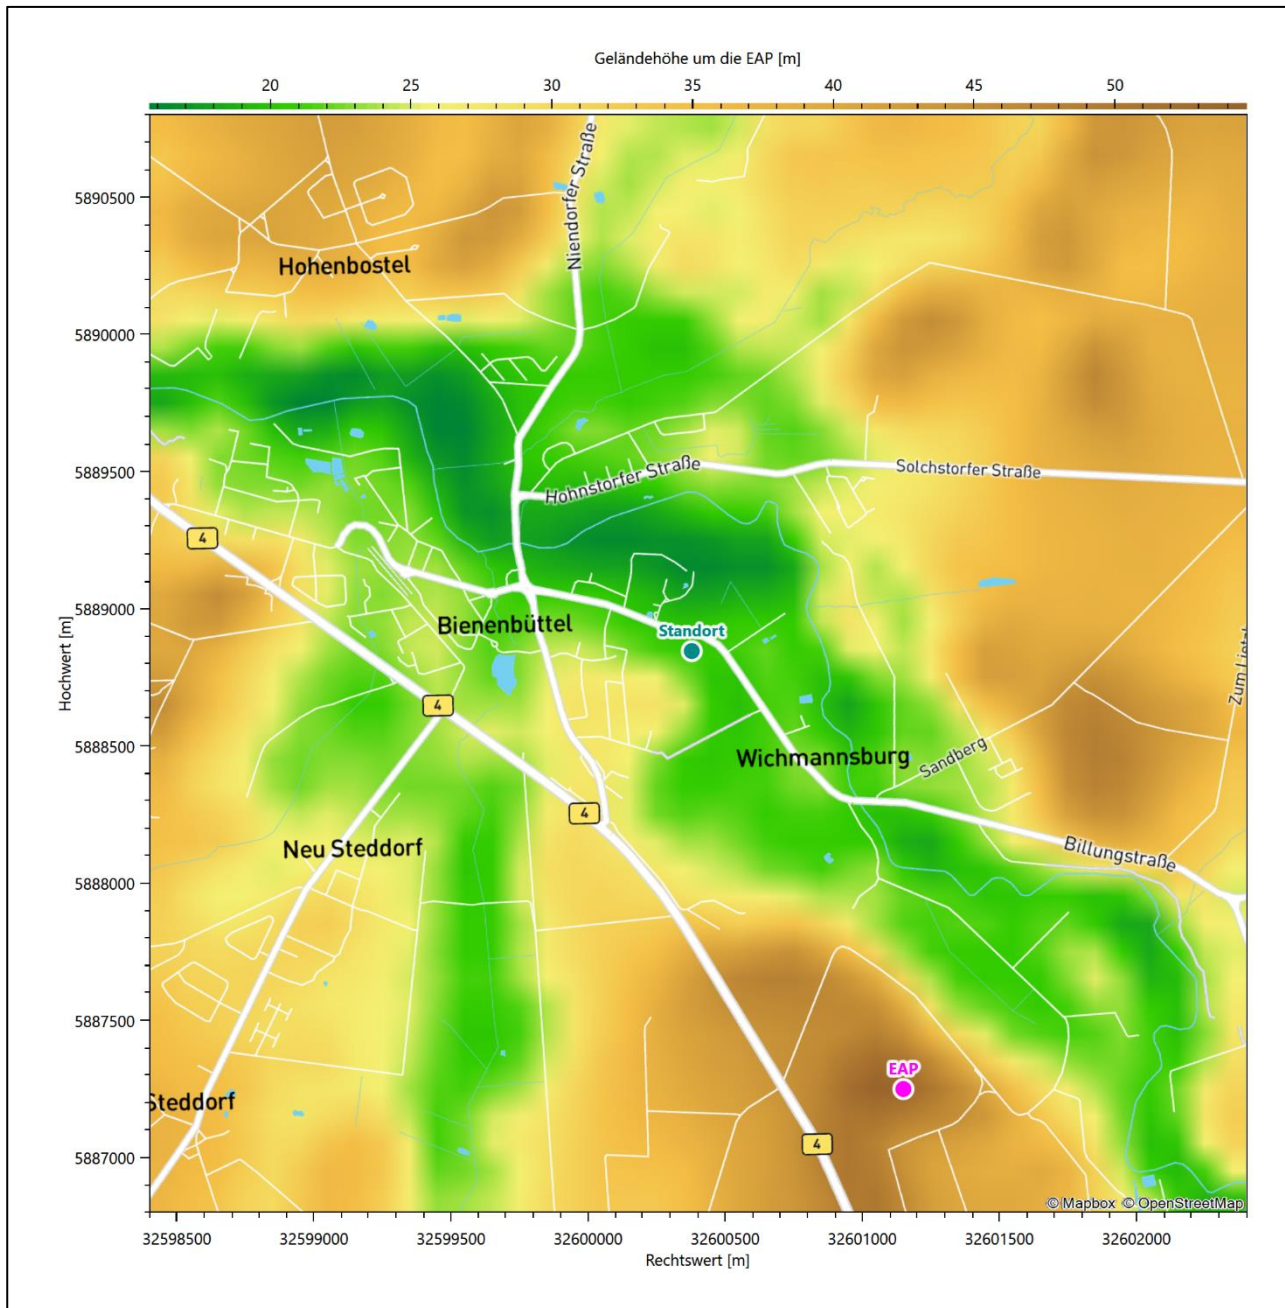 Geländehöhe um die EAP [m]
20 25 30 35 40 45 50
5890500
5890000
5889500
5889000
5888500
5888000
5887500
5887000
Hochwert [m]
Niendorfer Straße
Hohenbostel
Hohnstorfer Straße
Solchstorfer Straße
4
Bienenbüttel
Standort
4
Wichmannsburg
Sandberg
4
Neu Steddorf
Billungstraße
EAP
Steddorf
4
© Mapbox © OpenStreetMap
32598500 32599000 32599500 32600000 32600500 32601000 32601500 32602000
Rechtswert [m]